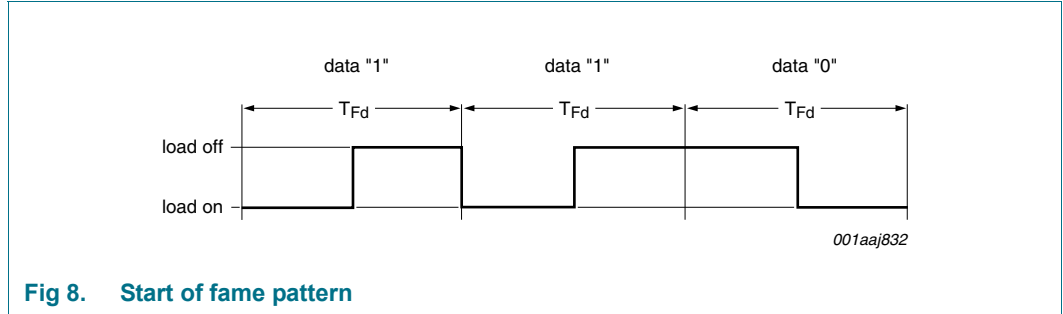 data "1" data "1" data "0"
TFd TFd TFd
load off
load on
001aaj832
Fig 8. Start of fame pattern